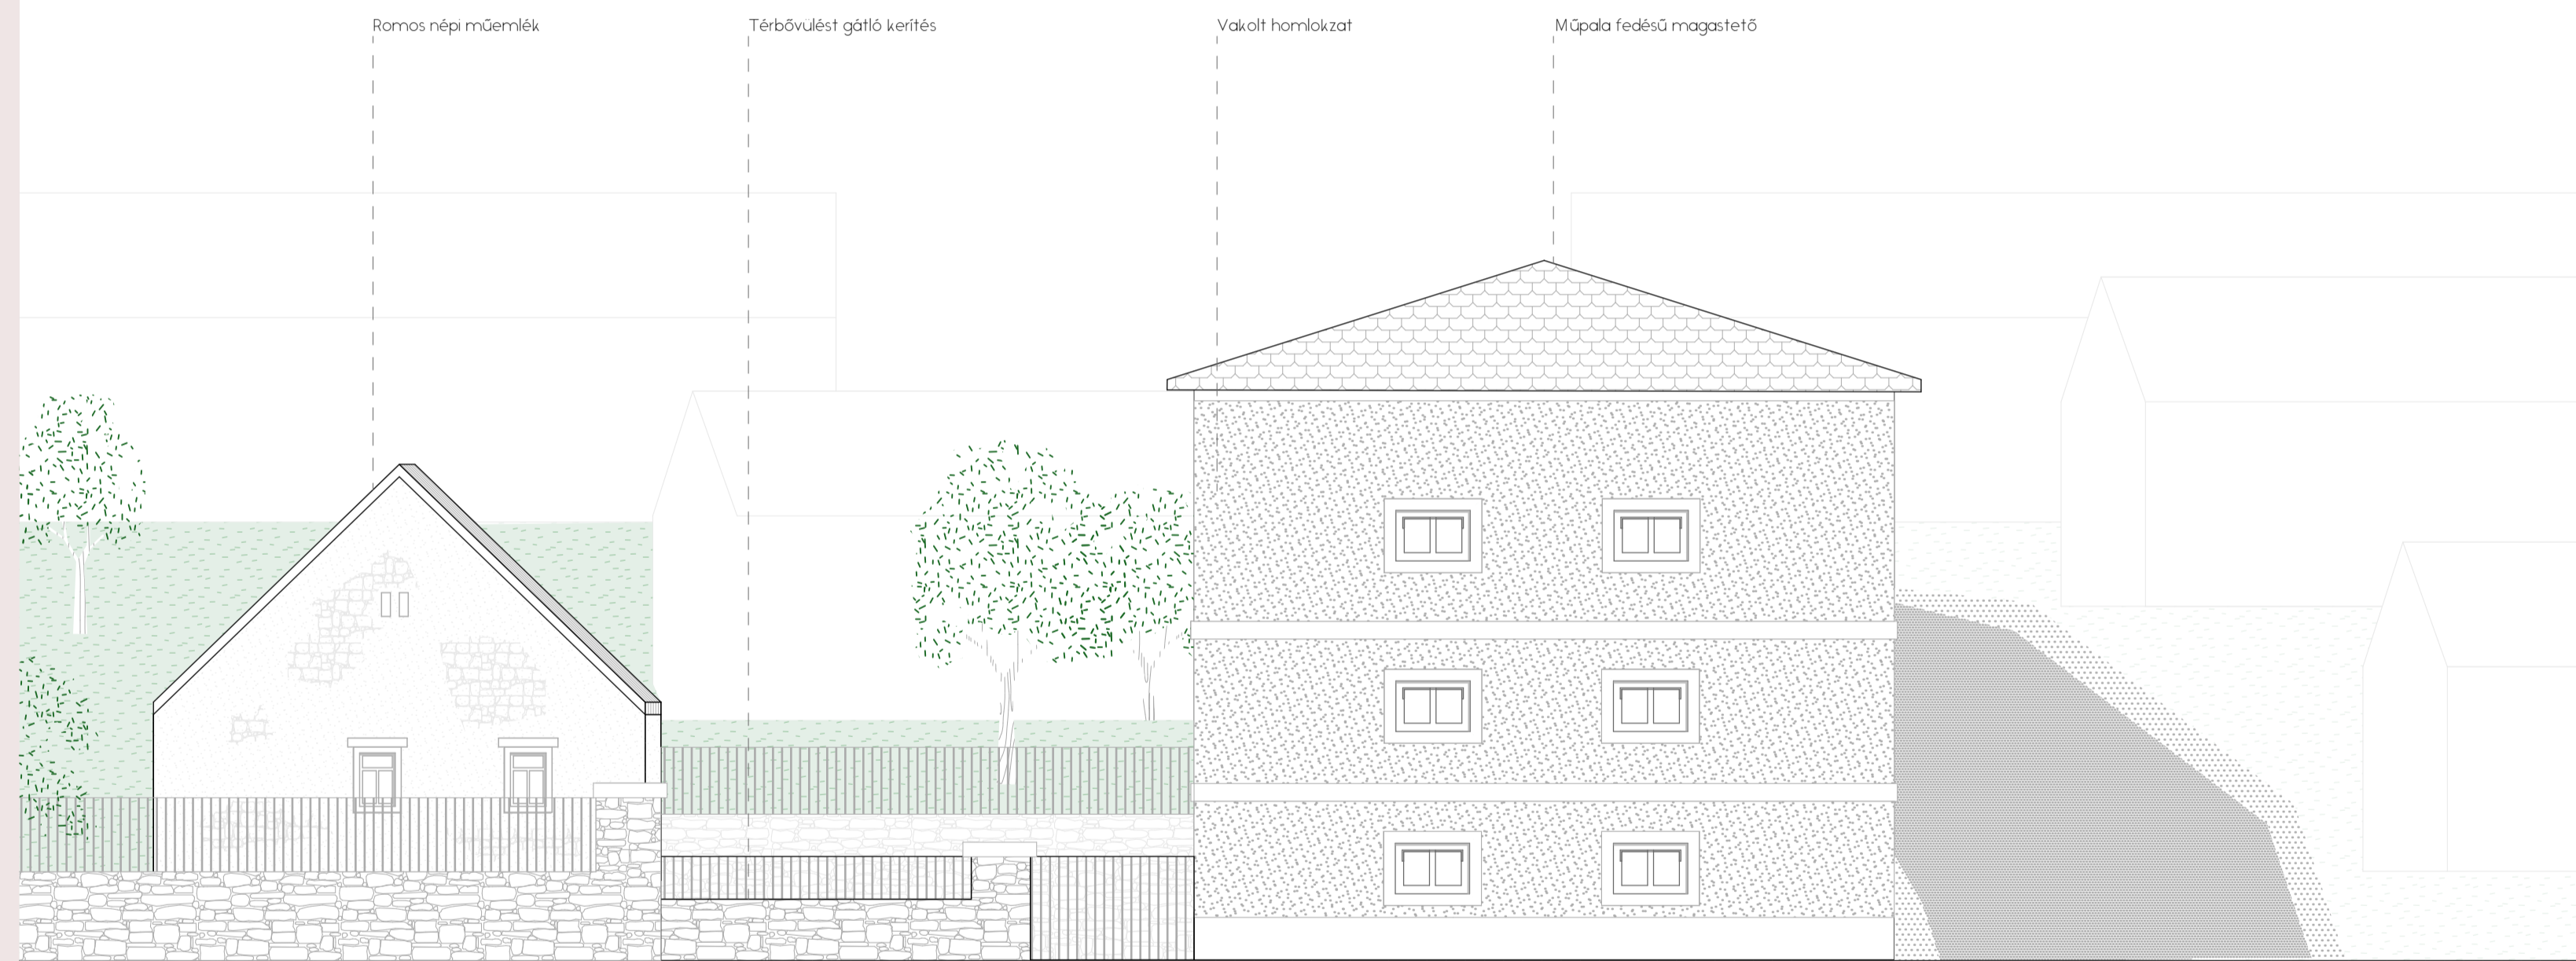 Romos népi műemlék
Térbővülést gátló kerítés
Vakolt homlokzat
Műpala fedésű magastető